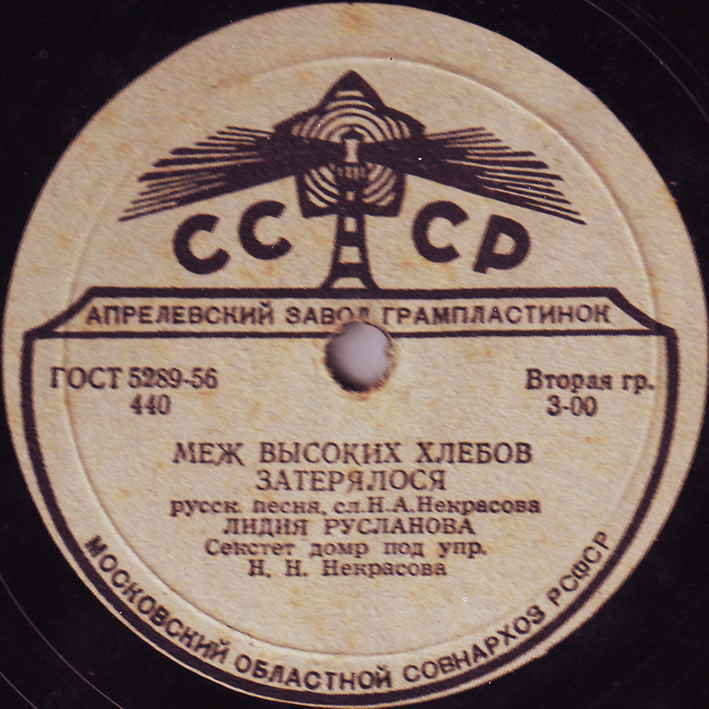 СССР
АПРЕЛЕВСКИЙ ЗАВОД ГРАМПЛАСТИНОК
ГОСТ 5289-56
440
Вторая гр.
3-00
МЕЖ ВЫСОКИХ ХЛЕБОВ
ЗАТЕРЯЛОСЯ
русск. песня, сл. Н.А.Некрасова
ЛИДИЯ РУСЛАНОВА
Секстет домр под упр.
Н. Н. Некрасова
МОСКОВСКИЙ ОБЛАСТНОЙ СОВНАРХОЗ РСФСР